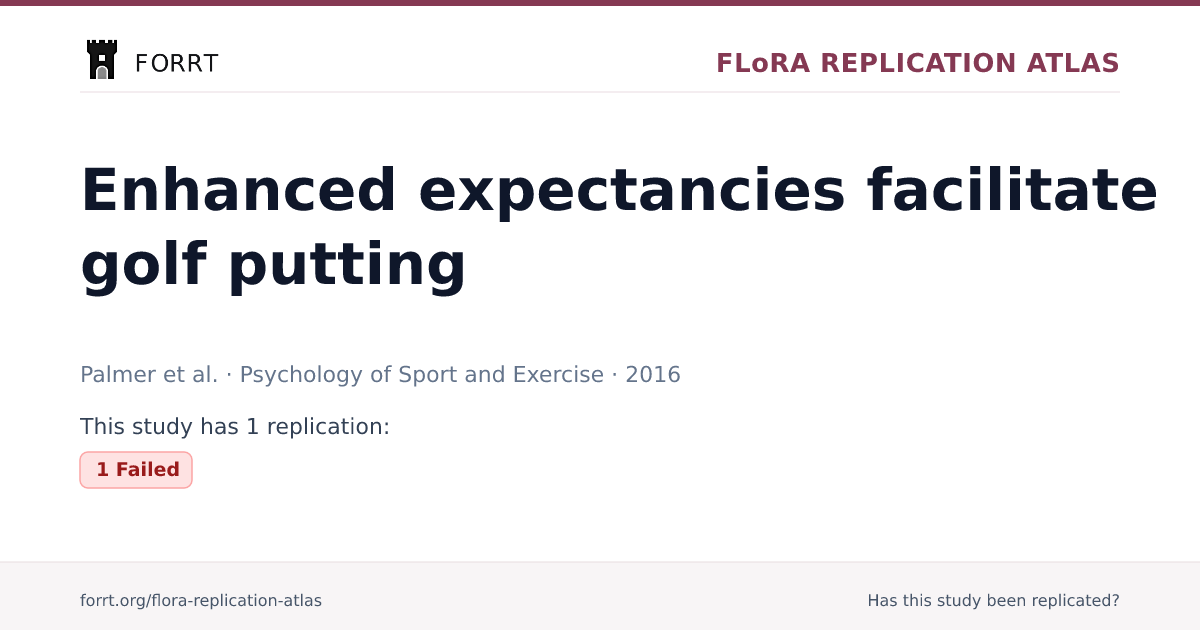 FORRT
FLoRA REPLICATION ATLAS
Enhanced expectancies facilitate
golf putting
Palmer et al. · Psychology of Sport and Exercise · 2016
This study has 1 replication:
1 Failed
forrt.org/flora-replication-atlas
Has this study been replicated?